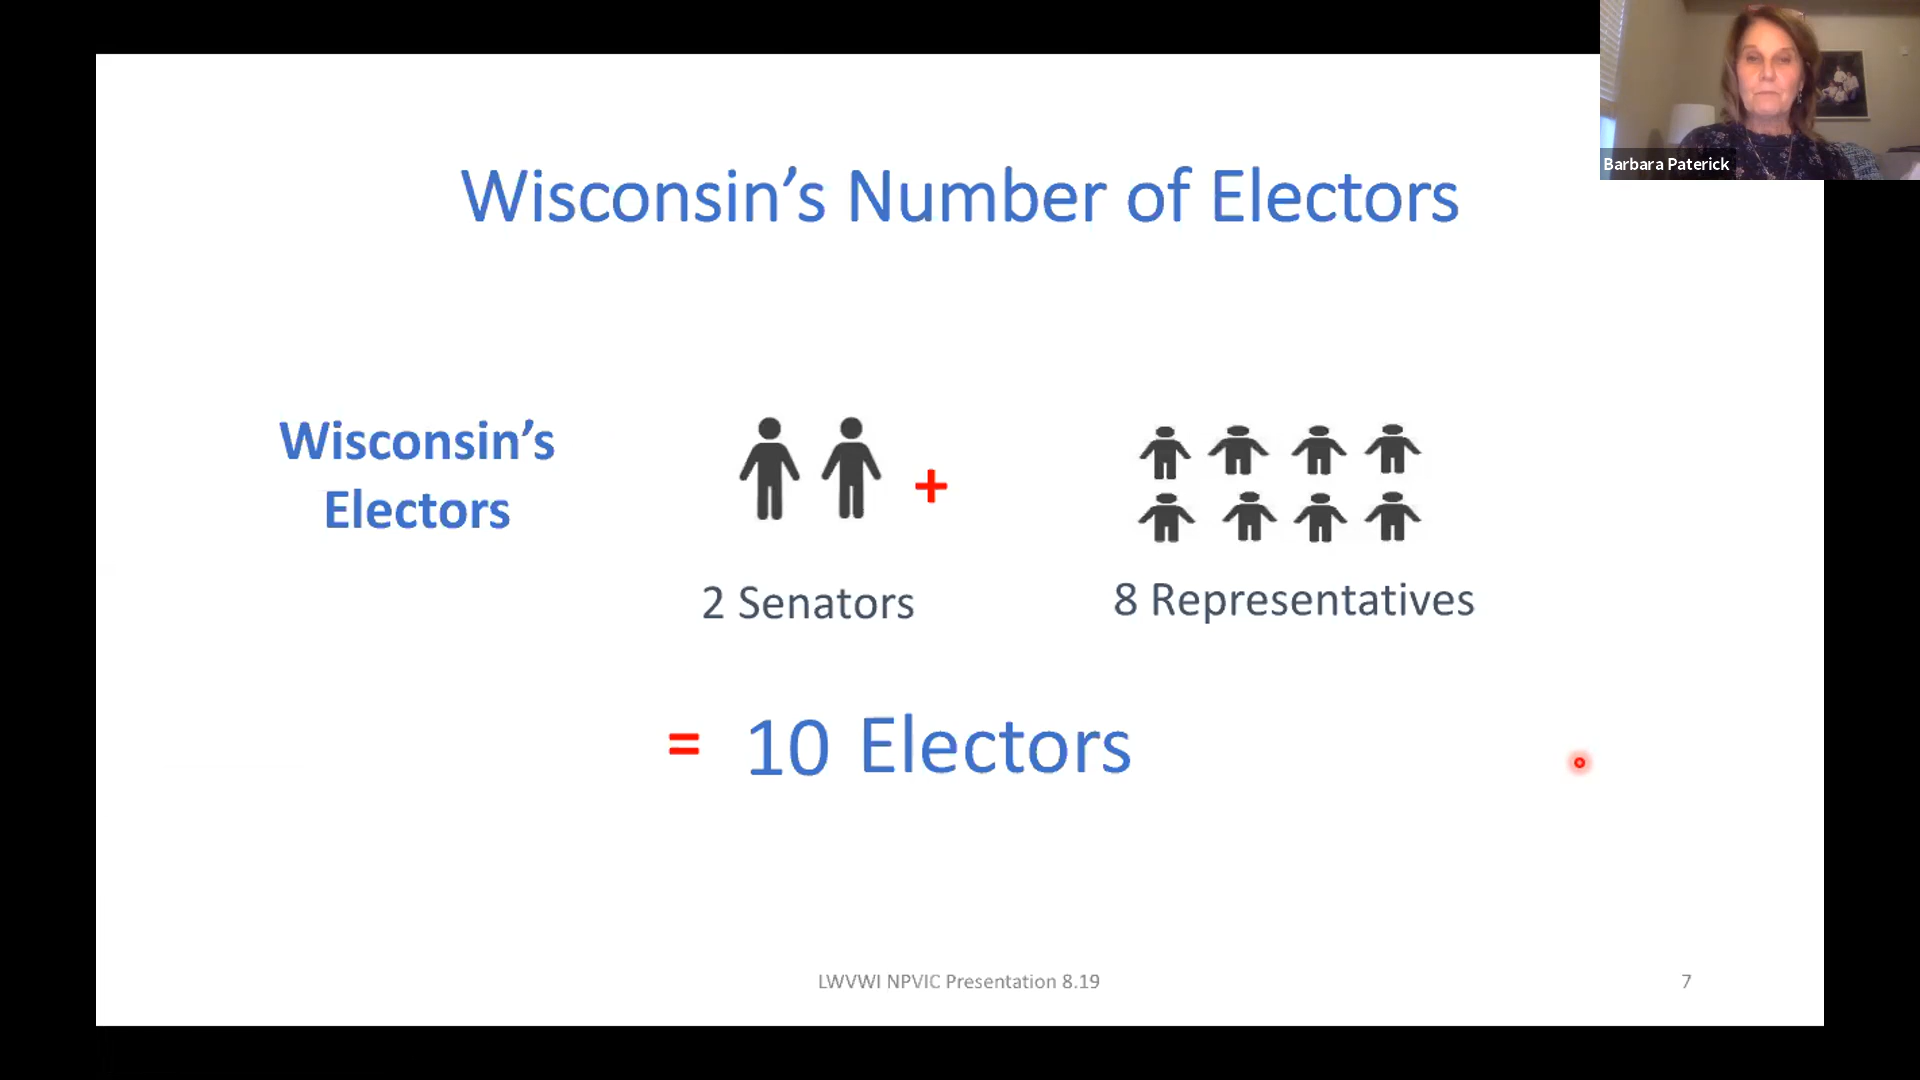 Barbara Paterick
Wisconsin’s Number of Electors
Wisconsin’s
Electors
+
2 Senators
8 Representatives
= 10 Electors
LWVWI NPVIC Presentation 8.19
7